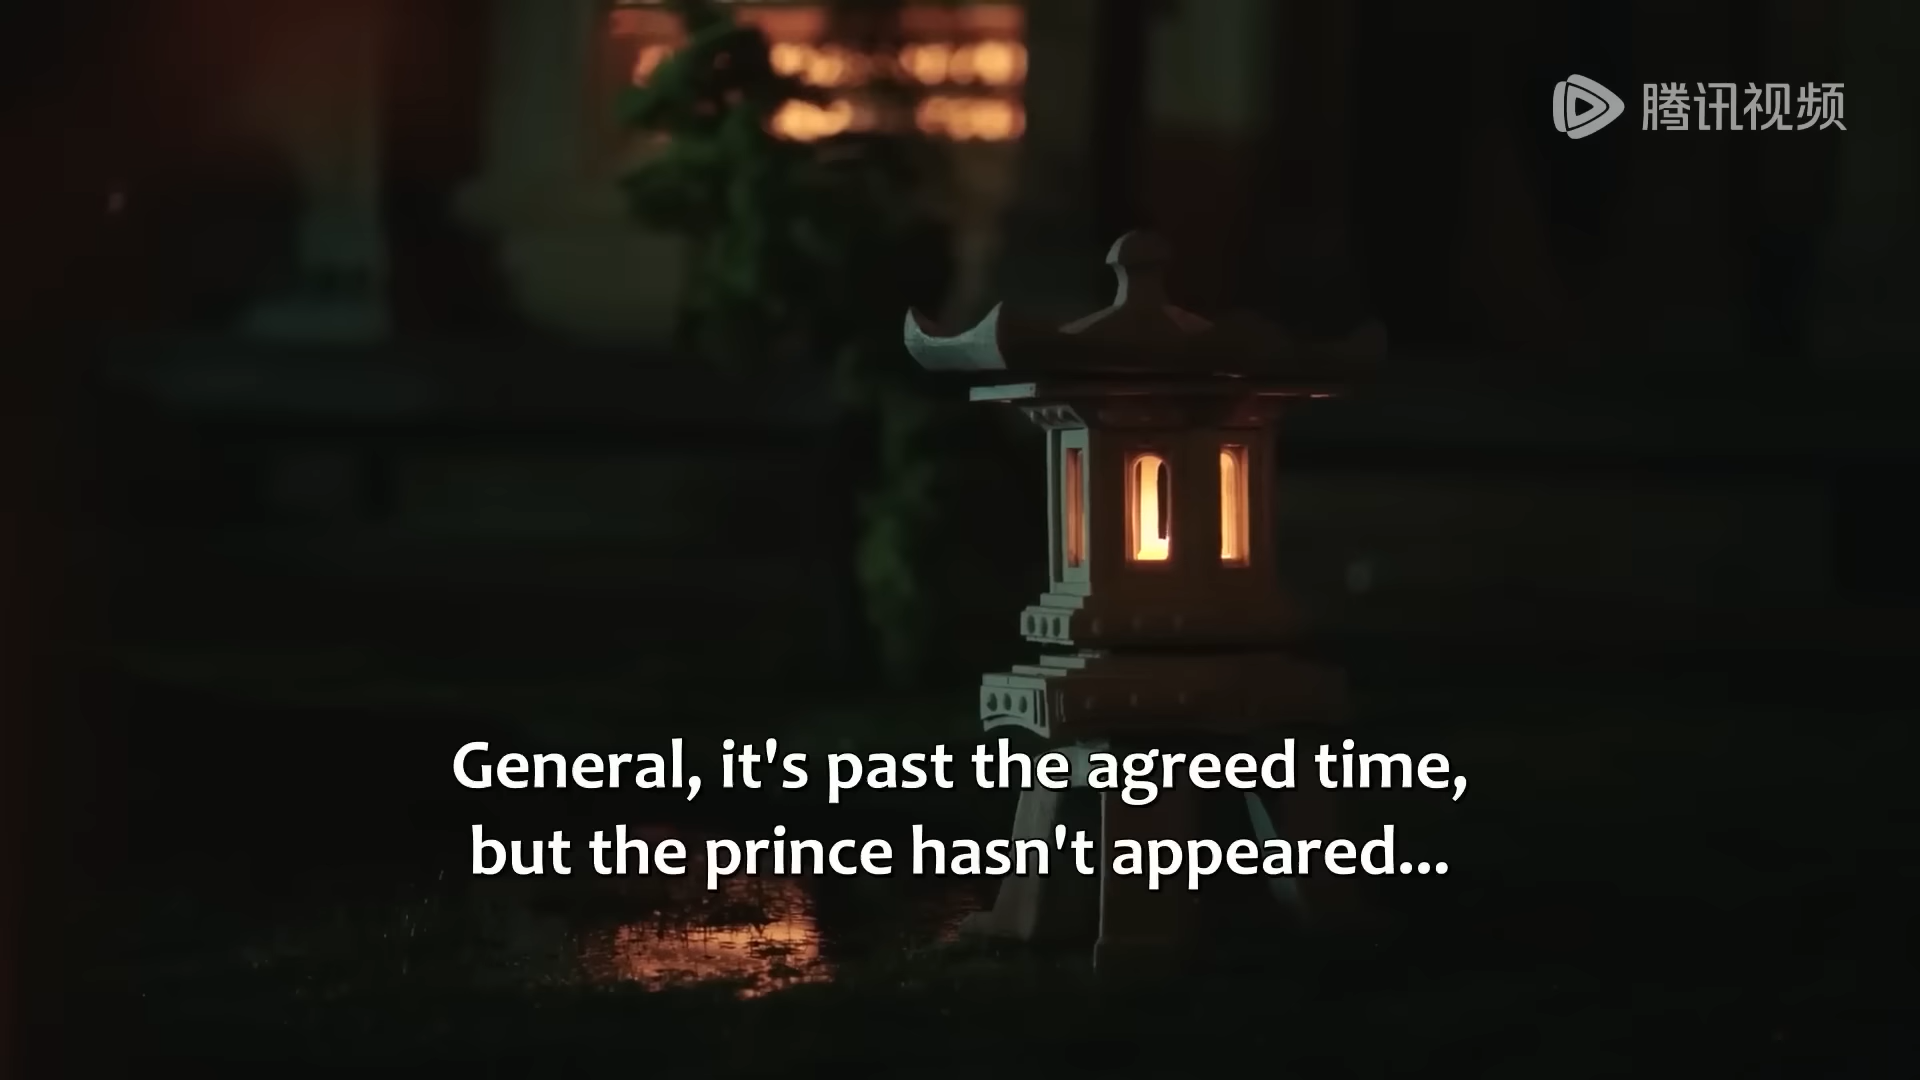 腾讯视频
General, it's past the agreed time,
but the prince hasn't appeared...